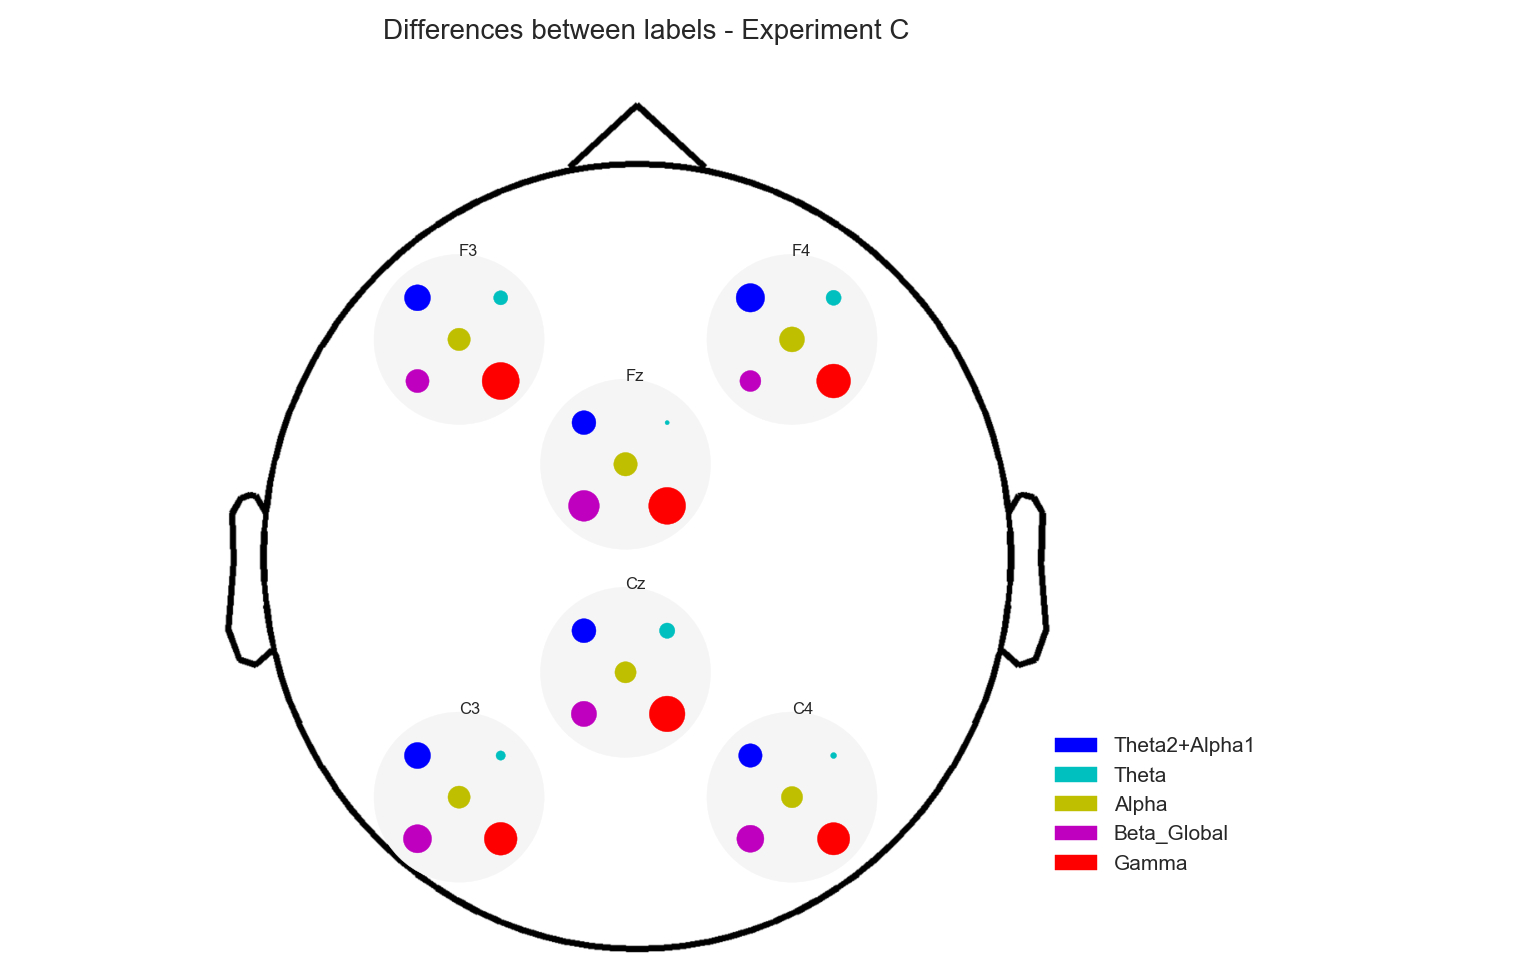 Differences between labels - Experiment C
F3
F4
Fz
Cz
C3
C4
Theta2+Alpha1
Theta
Alpha
Beta_Global
Gamma